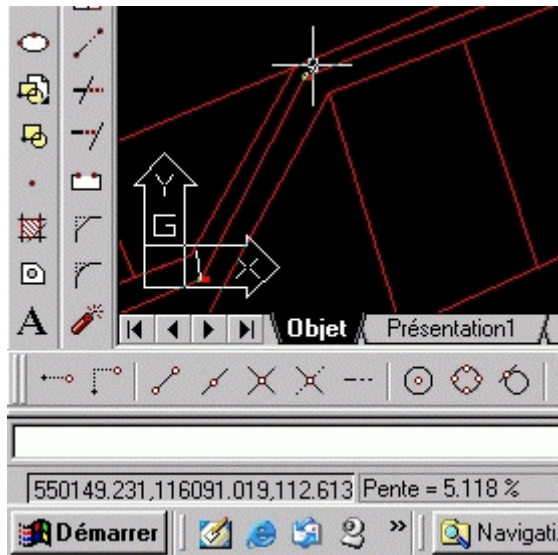 Y
G
X
A
Objet Présentation1
550149.231,116091.019,112.613 Pente = 5.118 %
Démarrer » Navigati